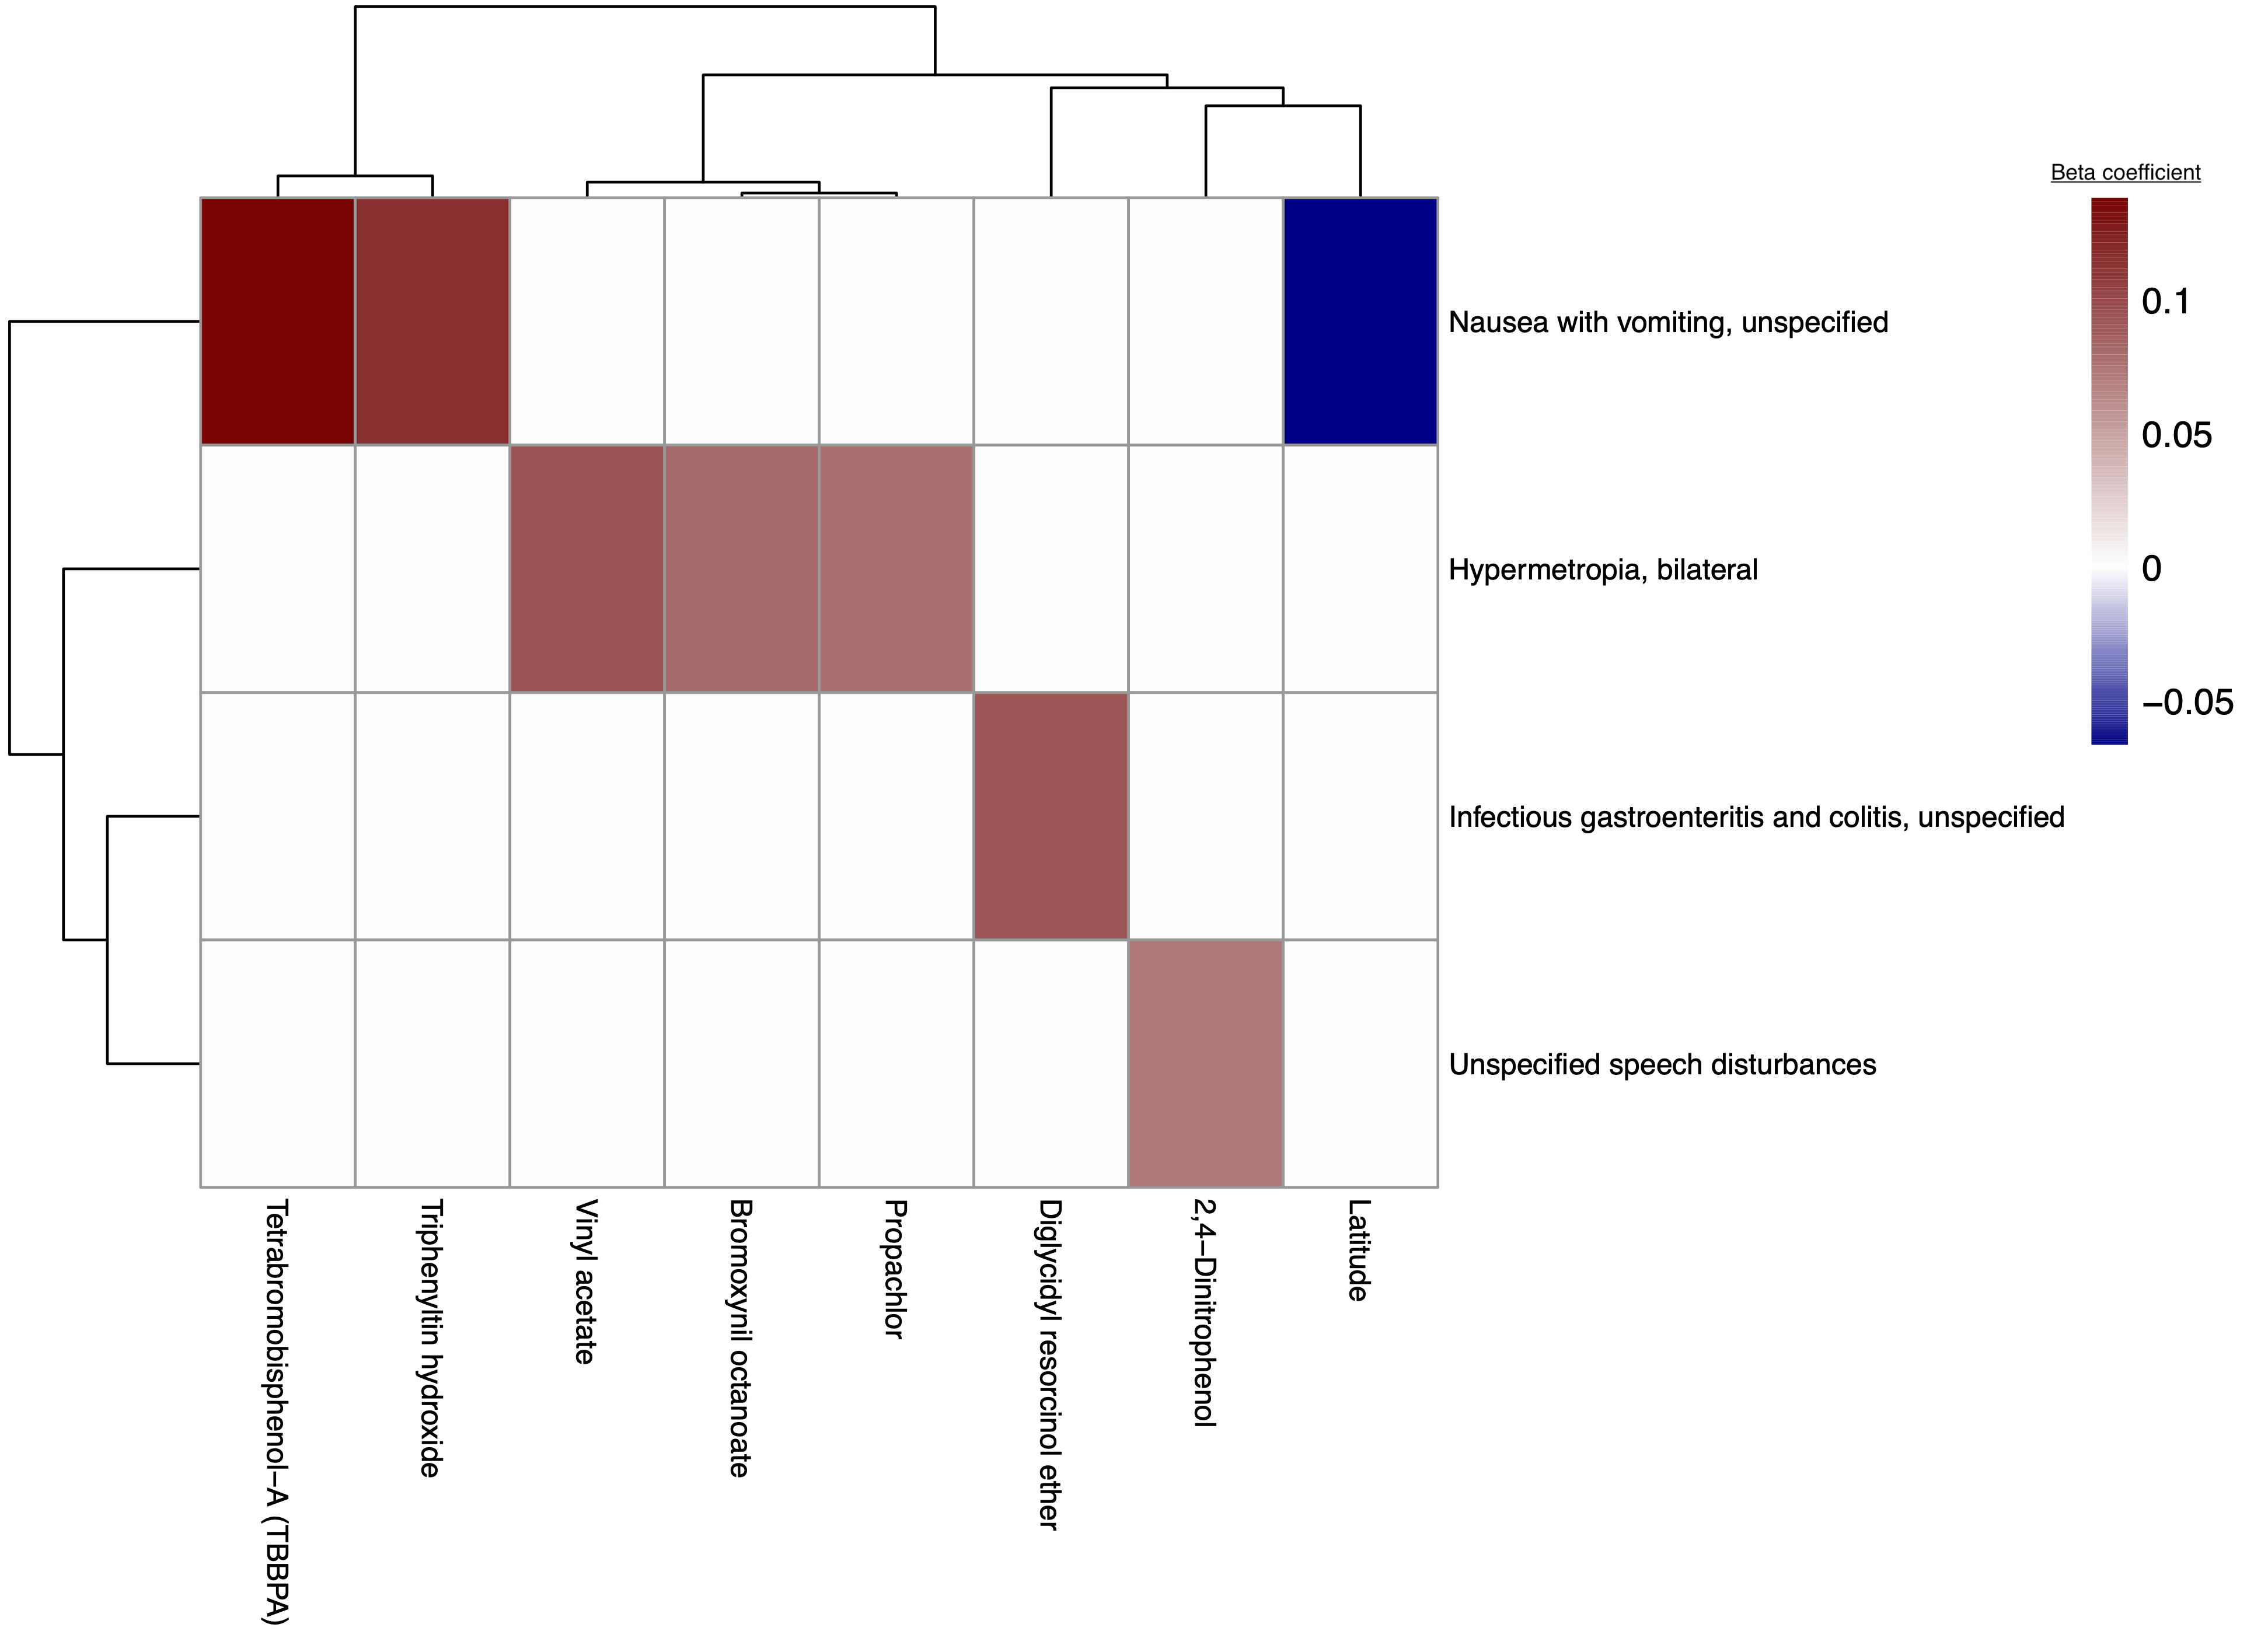 Beta coefficient
0.1
0.05
0
−0.05
Nausea with vomiting, unspecified
Hypermetropia, bilateral
Infectious gastroenteritis and colitis, unspecified
Unspecified speech disturbances
Tetrabromobisphenol−A (TBBPA)
Triphenyltin hydroxide
Vinyl acetate
Bromoxynil octanoate
Propachlor
Diglycidyl resorcinol ether
2,4−Dinitrophenol
Latitude